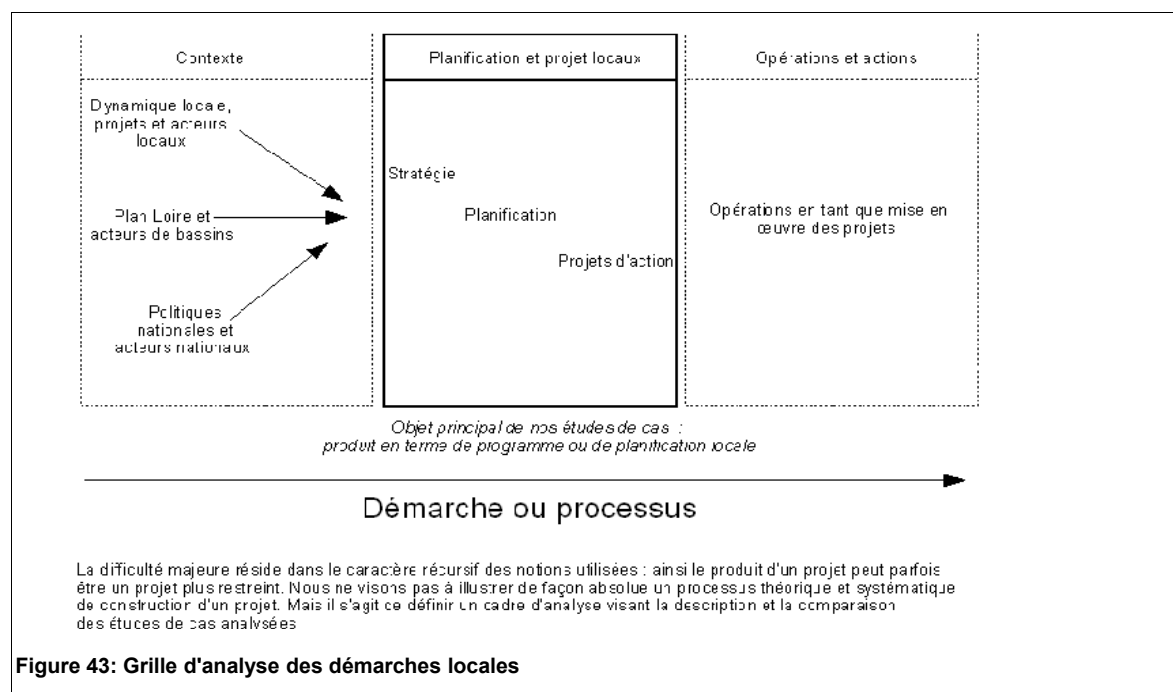 Contexte
Planification et projet locaux
Opérations et actions
Dynamique locale,
projets et acteurs
locaux
Plan Loire et
acteurs de bassins
Politiques
nationales et
acteurs nationaux
Stratégie
Planification
Projets d'action
Opérations en tant que mise en
œuvre des projets
Objet principal de nos études de cas :
produit en terme de programme ou de planification locale
Démarche ou processus
La difficulté majeure réside dans le caractère récursif des notions utilisées : ainsi le produit d'un projet peut parfois
être un projet plus restreint. Nous ne visons pas à illustrer de façon absolue un processus théorique et systématique
de construction d'un projet. Mais il s'agit de définir un cadre d'analyse visant la description et la comparaison
des études de cas analysées
Figure 43: Grille d'analyse des démarches locales